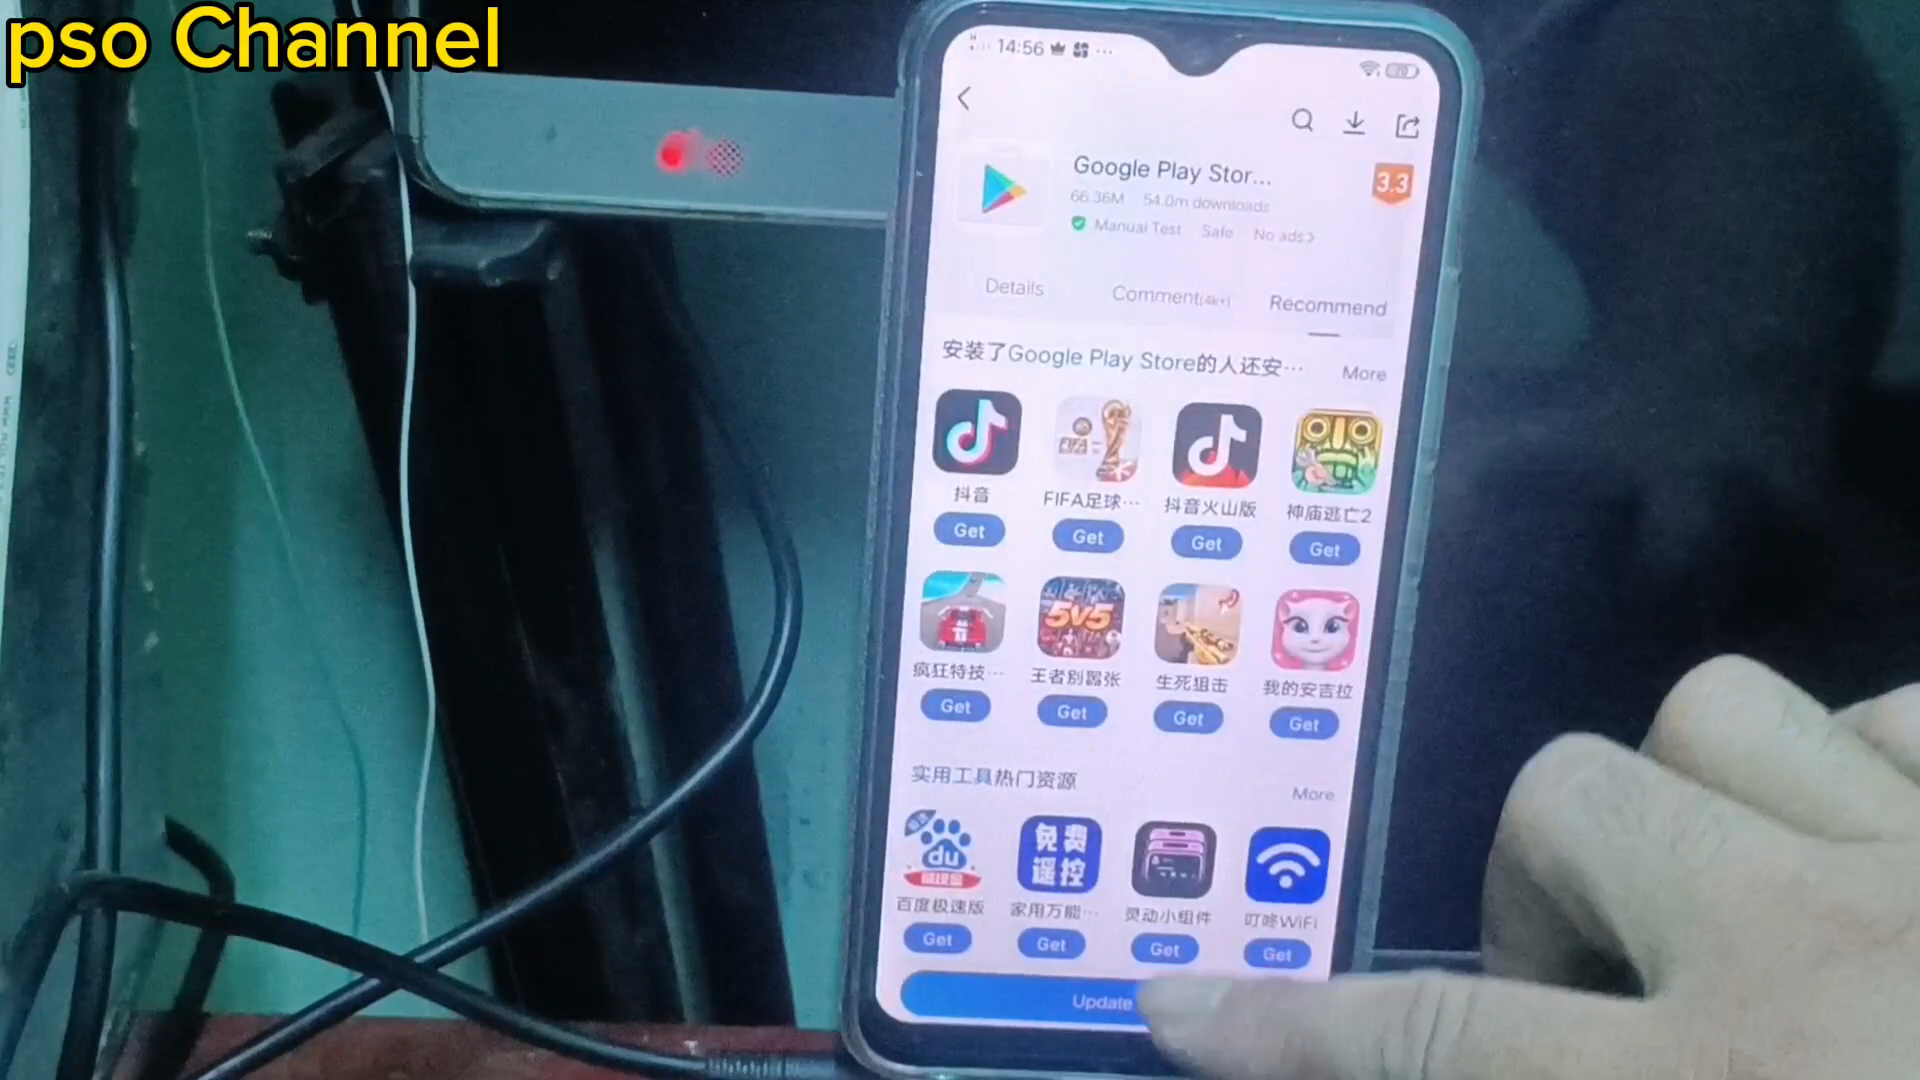 pso Channel
14:56
70
Google Play Stor...
3.3
66.36M 54.0m downloads
Manual Test Safe No ads>
Details Comment(4k+) Recommend
安装了Google Play Store的人还安… More
FIFA
抖音 FIFA足球… 抖音火山版 神庙逃亡2
Get Get Get Get
5V5
疯狂特技… 王者别嚣张 生死狙击 我的安吉拉
Get Get Get Get
实用工具热门资源 More
du
免费
遥控
百度极速版 家用万能… 灵动小组件 叮咚WiFi
Get Get Get Get
Update